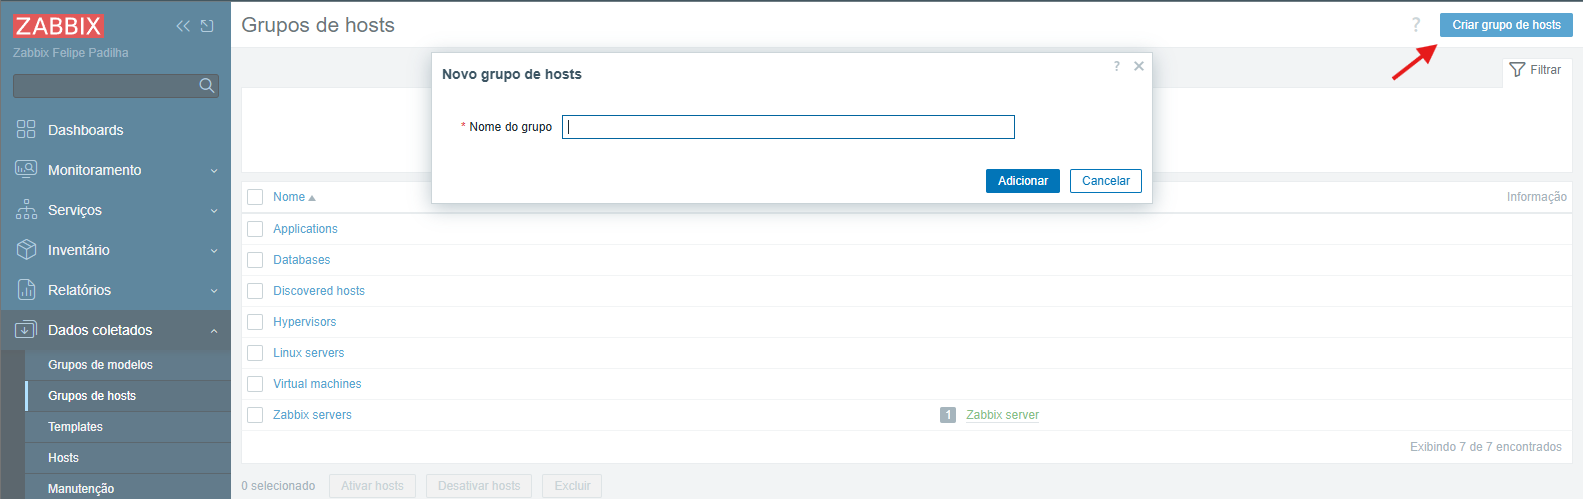 ZABBIX
Zabbix Felipe Padilha
Dashboards
Monitoramento
Serviços
Inventário
Relatórios
Dados coletados
Grupos de modelos
Grupos de hosts
Templates
Hosts
Manutenção
Grupos de hosts
?
Criar grupo de hosts
Filtrar
Novo grupo de hosts
?
* Nome do grupo
Adicionar
Cancelar
Nome
Informação
Applications
Databases
Discovered hosts
Hypervisors
Linux servers
Virtual machines
Zabbix servers
1 Zabbix server
Exibindo 7 de 7 encontrados
0 selecionado
Ativar hosts
Desativar hosts
Excluir